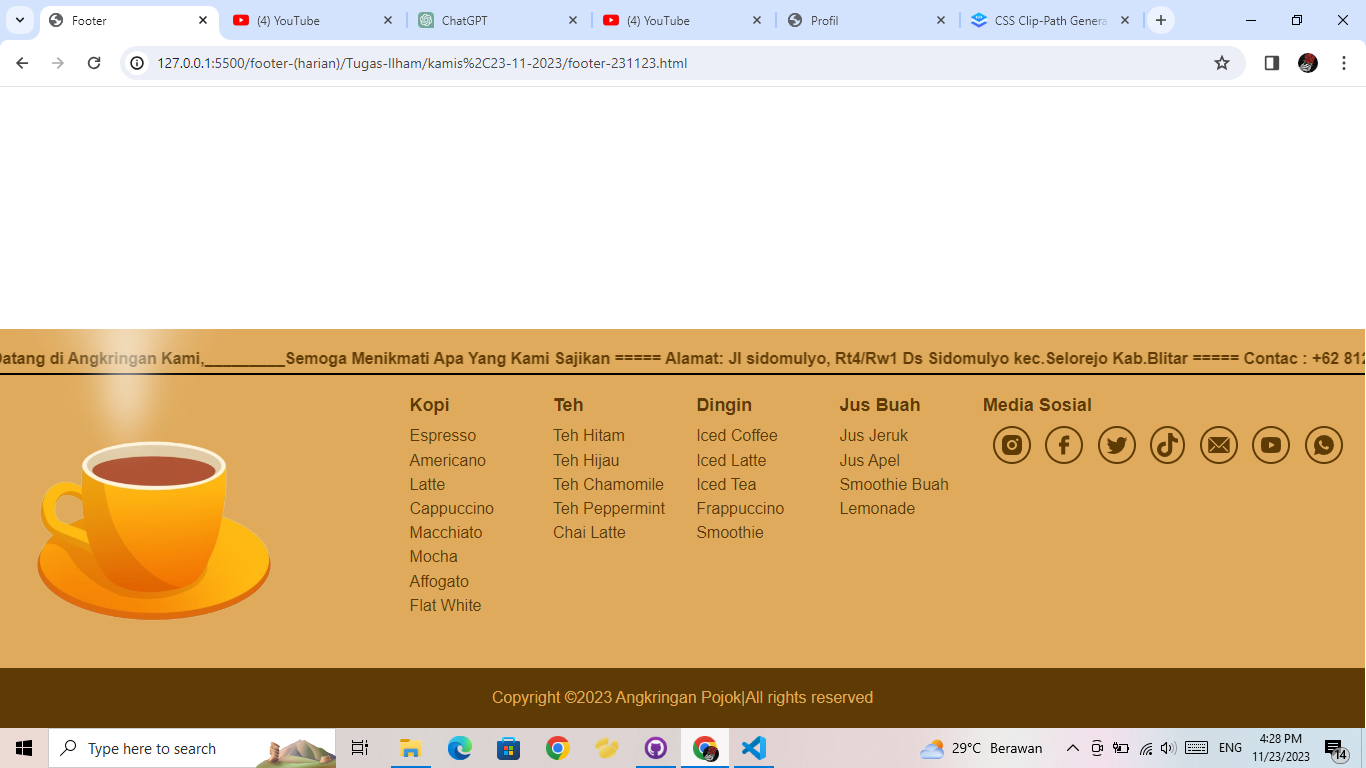 Footer
(4) YouTube
ChatGPT
(4) YouTube
Profil
CSS Clip-Path Genera
127.0.0.1:5500/footer-(harian)/Tugas-Ilham/kamis%2C23-11-2023/footer-231123.html
Datang di Angkringan Kami,_________Semoga Menikmati Apa Yang Kami Sajikan ===== Alamat: Jl sidomulyo, Rt4/Rw1 Ds Sidomulyo kec.Selorejo Kab.Blitar ===== Contac : +62 812
Kopi
Espresso
Americano
Latte
Cappuccino
Macchiato
Mocha
Affogato
Flat White
Teh
Teh Hitam
Teh Hijau
Teh Chamomile
Teh Peppermint
Chai Latte
Dingin
Iced Coffee
Iced Latte
Iced Tea
Frappuccino
Smoothie
Jus Buah
Jus Jeruk
Jus Apel
Smoothie Buah
Lemonade
Media Sosial
Copyright ©2023 Angkringan Pojok|All rights reserved
Type here to search
29°C Berawan
ENG
4:28 PM
11/23/2023
14